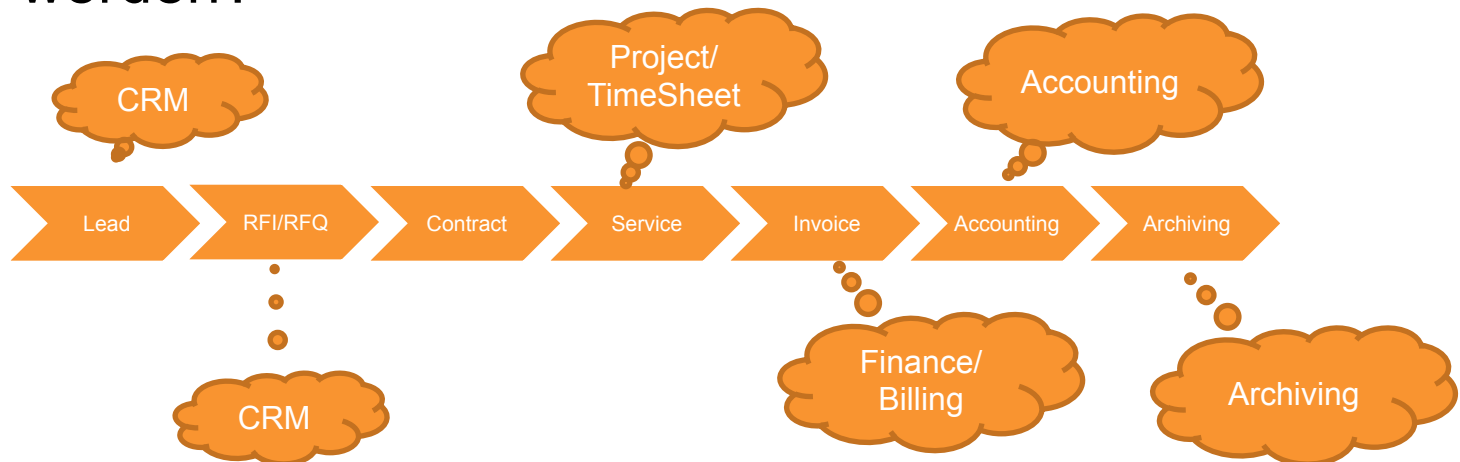 CRM
Project/
TimeSheet
Accounting
Lead
RFI/RFQ
Contract
Service
Invoice
Accounting
Archiving
CRM
Finance/
Billing
Archiving